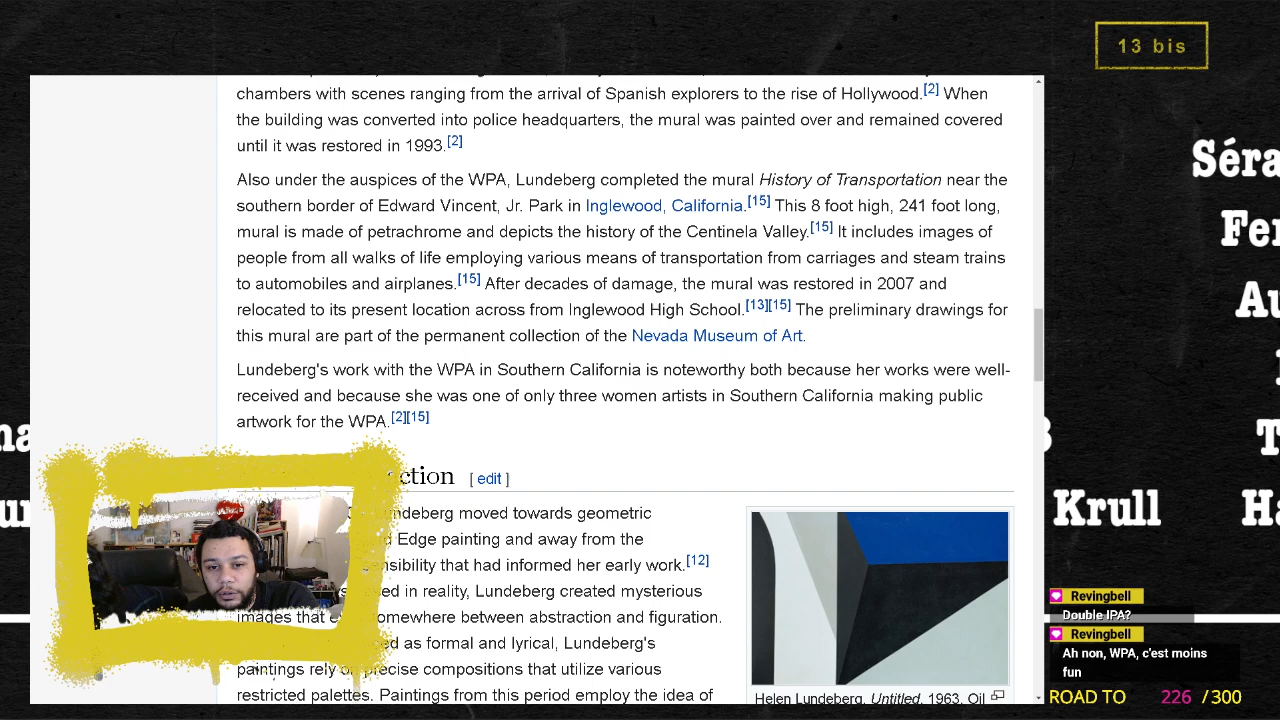 13 bis
chambers with scenes ranging from the arrival of Spanish explorers to the rise of Hollywood.[2] When
the building was converted into police headquarters, the mural was painted over and remained covered
until it was restored in 1993.[2]
Also under the auspices of the WPA, Lundeberg completed the mural History of Transportation near the
southern border of Edward Vincent, Jr. Park in Inglewood, California.[15] This 8 foot high, 241 foot long,
mural is made of petrachrome and depicts the history of the Centinela Valley.[15] It includes images of
people from all walks of life employing various means of transportation from carriages and steam trains
to automobiles and airplanes.[15] After decades of damage, the mural was restored in 2007 and
relocated to its present location across from Inglewood High School.[13][15] The preliminary drawings for
this mural are part of the permanent collection of the Nevada Museum of Art.
Lundeberg's work with the WPA in Southern California is noteworthy both because her works were well-
received and because she was one of only three women artists in Southern California making public
artwork for the WPA.[2][15]
ction [ edit ]
undeberg moved towards geometric
Edge painting and away from the
nsibility that had informed her early work.[12]
ed in reality, Lundeberg created mysterious
images that e omewhere between abstraction and figuration.
ed as formal and lyrical, Lundeberg's
paintings rely o precise compositions that utilize various
restricted palettes. Paintings from this period employ the idea of
Helen Lundeberg, Untitled, 1963, Oil
Séra
Fer
Au
T
Krull
Ha
Revingbell
Double IPA?
Revingbell
Ah non, WPA, c'est moins
fun
ROAD TO 226 /300